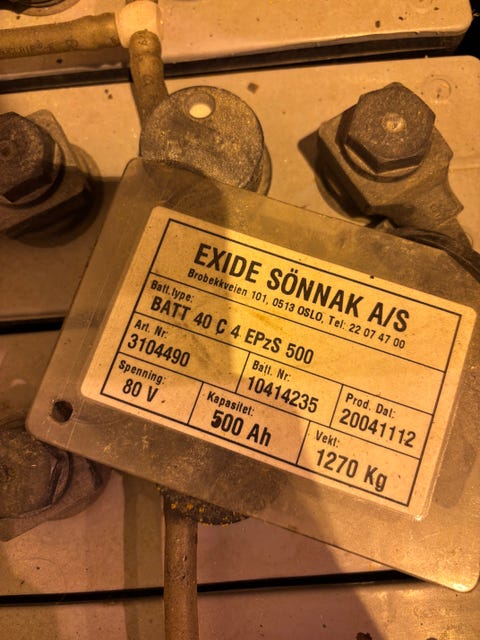 EXIDE SÖNNAK A/S
Brobekkveien 101, 0513 OSLO, Tel: 22 07 47 00
Batt.type:
BATT 40 C 4 EPzS 500
Art. Nr:
3104490
Batt. Nr:
10414235
Prod. Dat:
20041112
Spenning:
80 V
Kapasitet:
500 Ah
Vekt:
1270 Kg